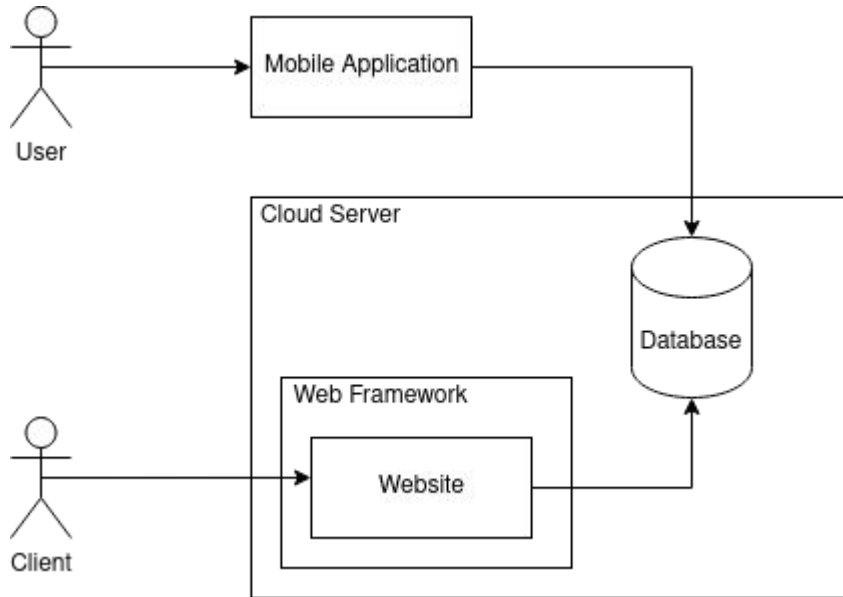 Mobile Application
User
Cloud Server
Database
Web Framework
Website
Client